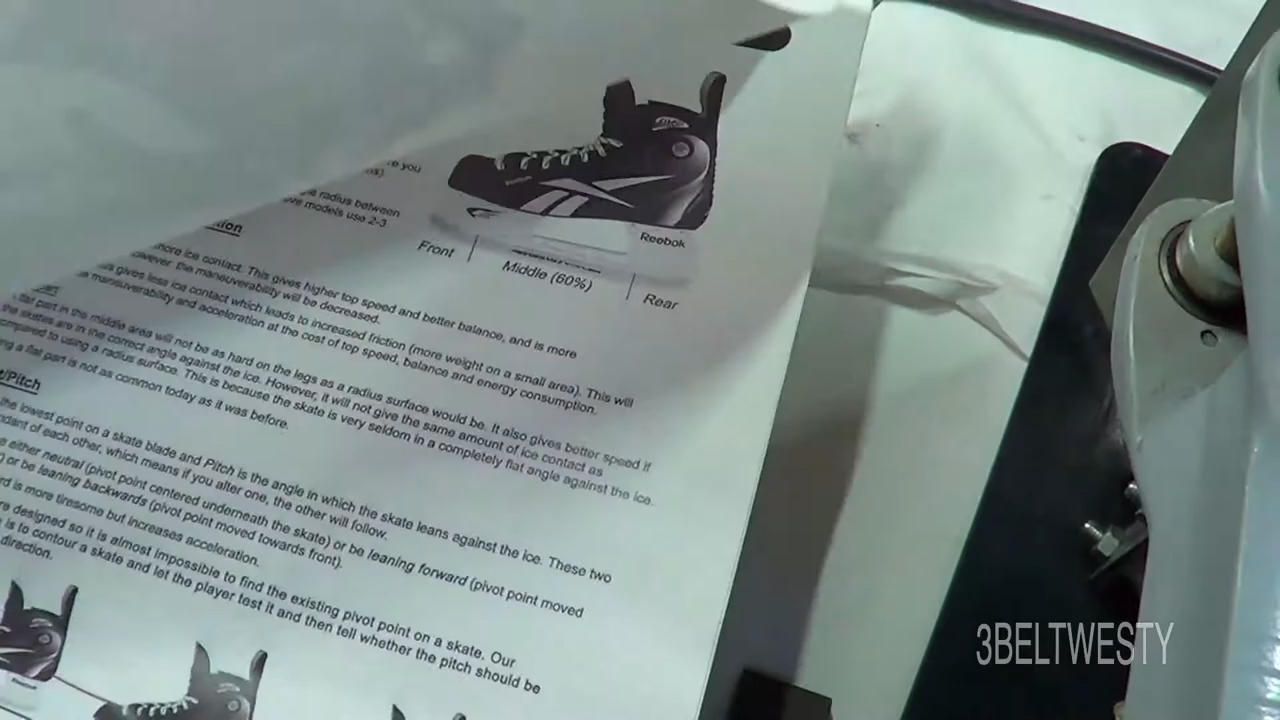 re you
ns)
radius between
models use 2-3
Reebok
Front
Middle (60%)
Rear
more ice contact. This gives higher top speed and better balance, and is more
owever the maneuverability will be decreased.
gives less ice contact which leads to increased friction (more weight on a small area). This will
maneuverability and acceleration at the cost of top speed, balance and energy consumption.
flat part in the middle area will not be as hard on the legs as a radius surface would be. It also gives better speed if
the skates are in the correct angle against the ice. However, it will not give the same amount of ice contact as
compared to using a radius surface. This is because the skate is very seldom in a completely flat angle against the ice.
ing a flat part is not as common today as it was before.
t/Pitch
the lowest point on a skate blade and Pitch is the angle in which the skate leans against the ice. These two
ndant of each other, which means if you alter one, the other will follow.
e either neutral (pivot point centered underneath the skate) or be leaning forward (pivot point moved
) or be leaning backwards (pivot point moved towards front).
rd is more tiresome but increases acceleration.
re designed so it is almost impossible to find the existing pivot point on a skate. Our
is to contour a skate and let the player test it and then tell whether the pitch should be
direction.
3BELTWESTY